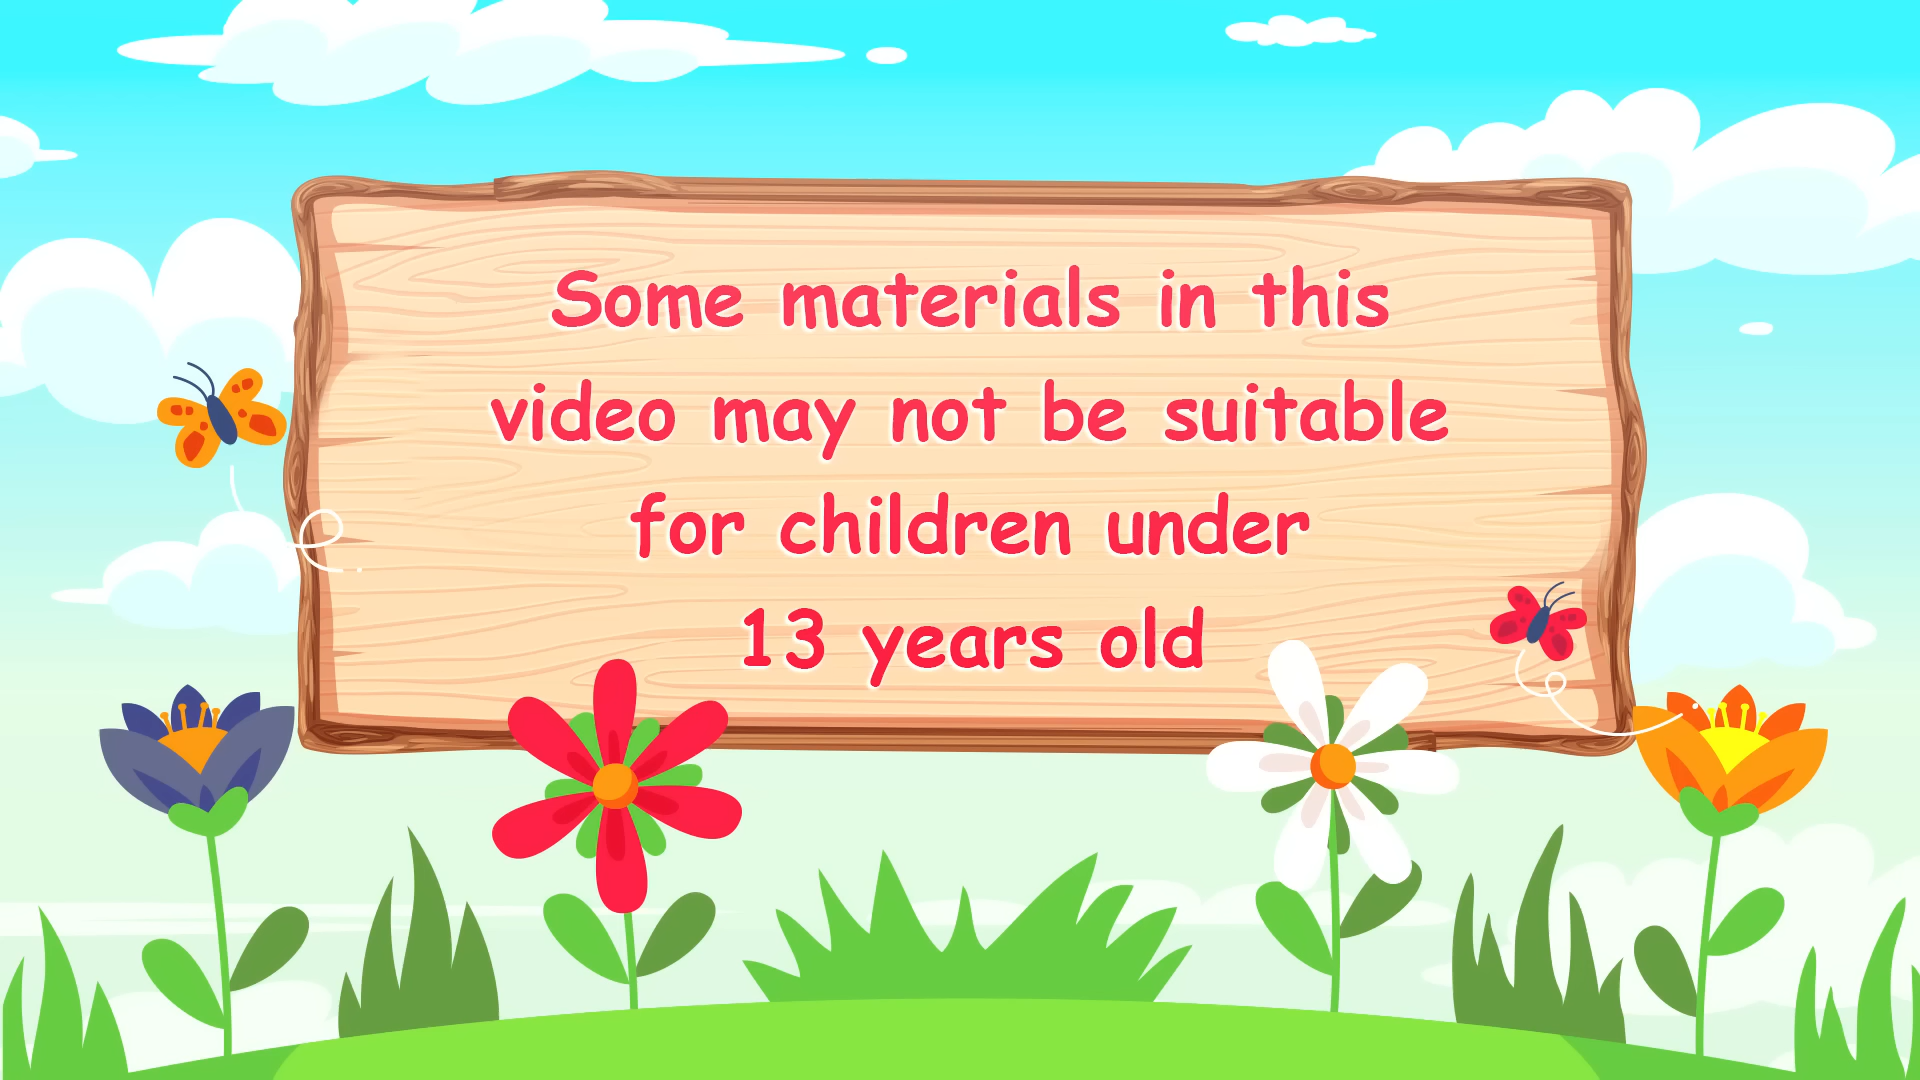 Some materials in this
video may not be suitable
for children under
13 years old